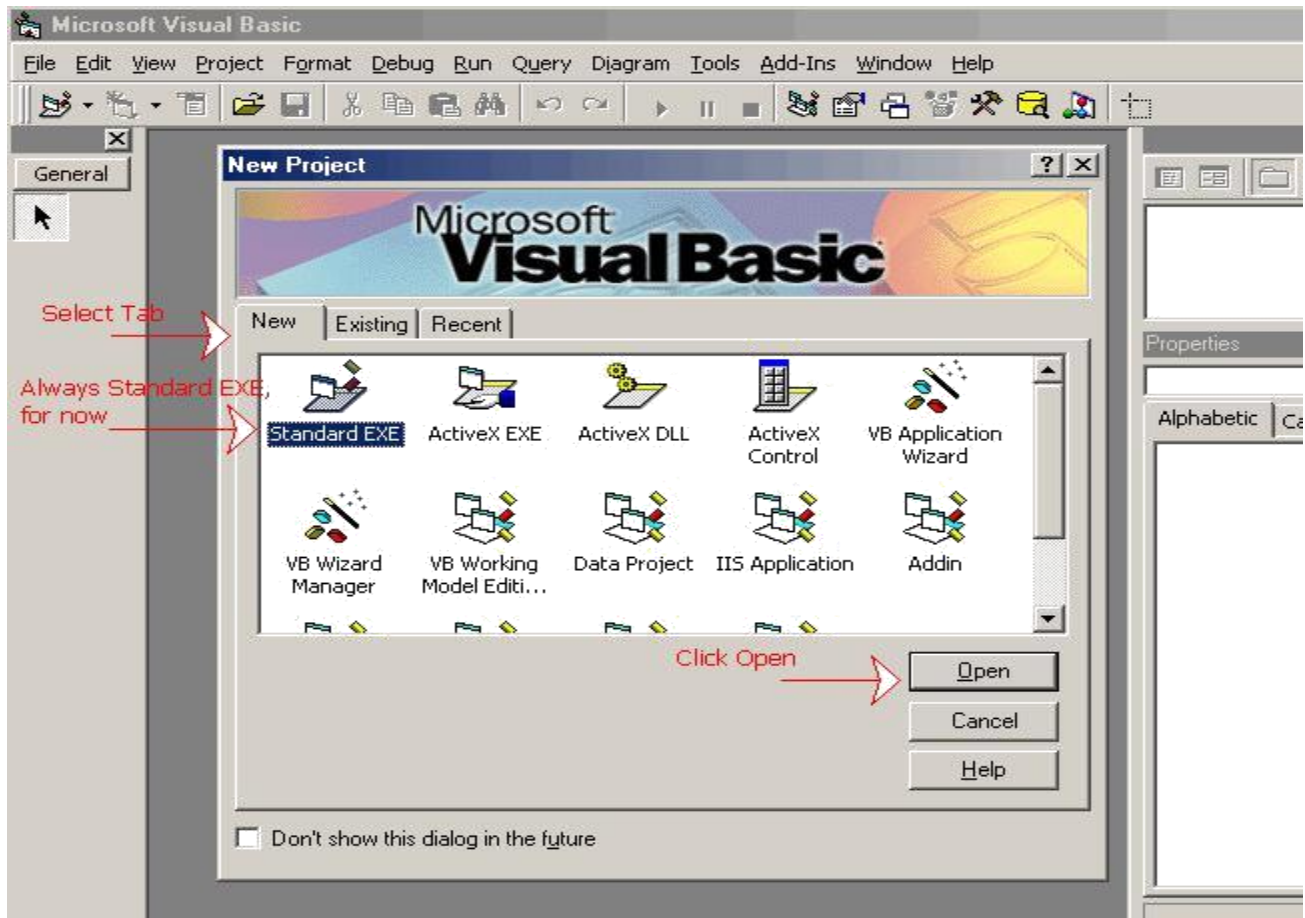 Microsoft Visual Basic
File Edit View Project Format Debug Run Query Diagram Tools Add-Ins Window Help
General
New Project
Microsoft
Visual Basic
Select Tab
New Existing Recent
Properties
Always Standard EXE,
for now
Standard EXE ActiveX EXE ActiveX DLL ActiveX Control VB Application Wizard
Alphabetic
VB Wizard Manager VB Working Model Editi... Data Project IIS Application Addin
Click Open
Open
Cancel
Help
Don't show this dialog in the future